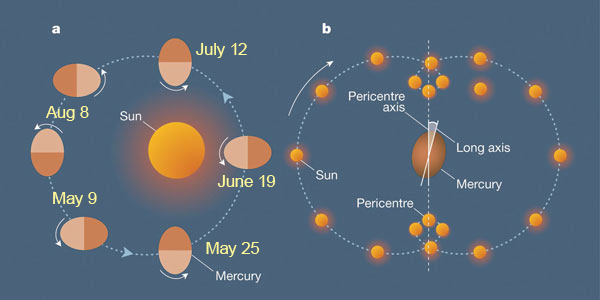 a
July 12
Aug 8
Sun
June 19
May 9
May 25
Mercury
b
Pericentre
axis
Long axis
Sun
Mercury
Pericentre